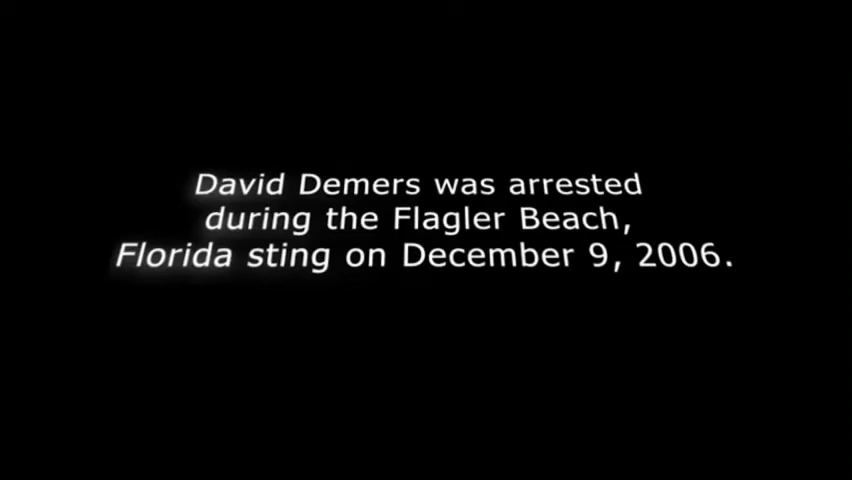 David Demers was arrested
during the Flagler Beach,
Florida sting on December 9, 2006.